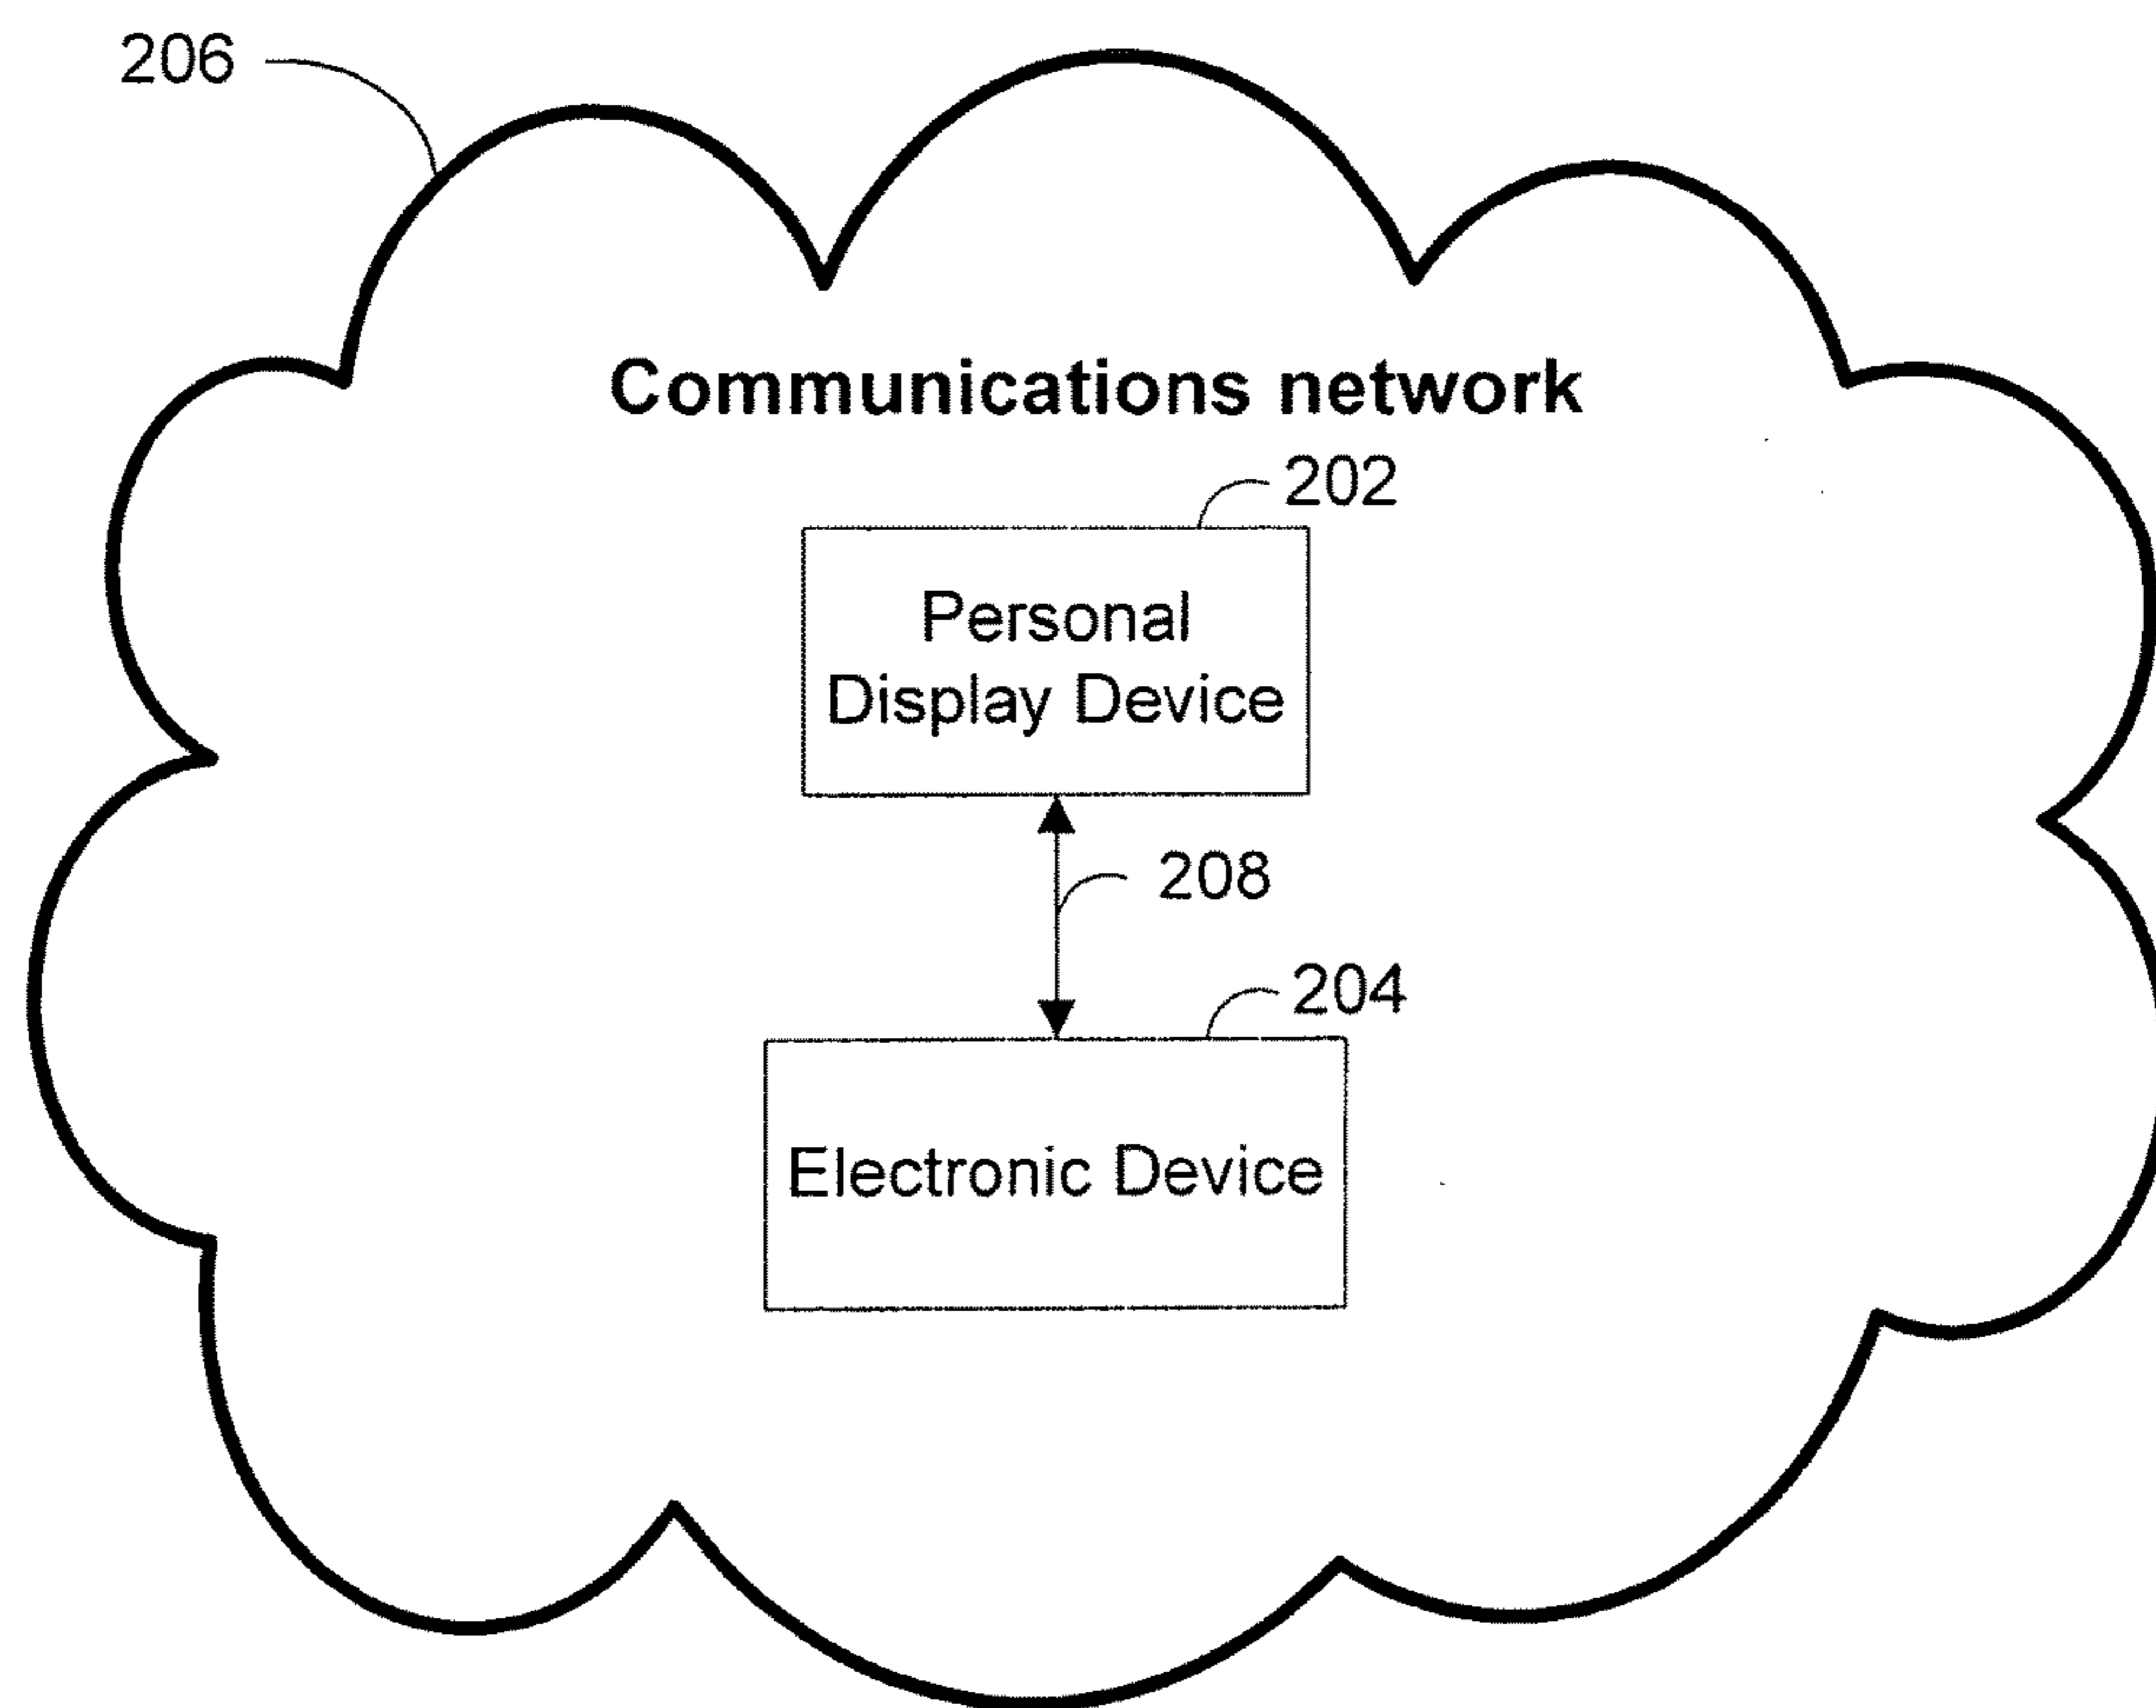 206
Communications network
202
Personal
Display Device
208
204
Electronic Device